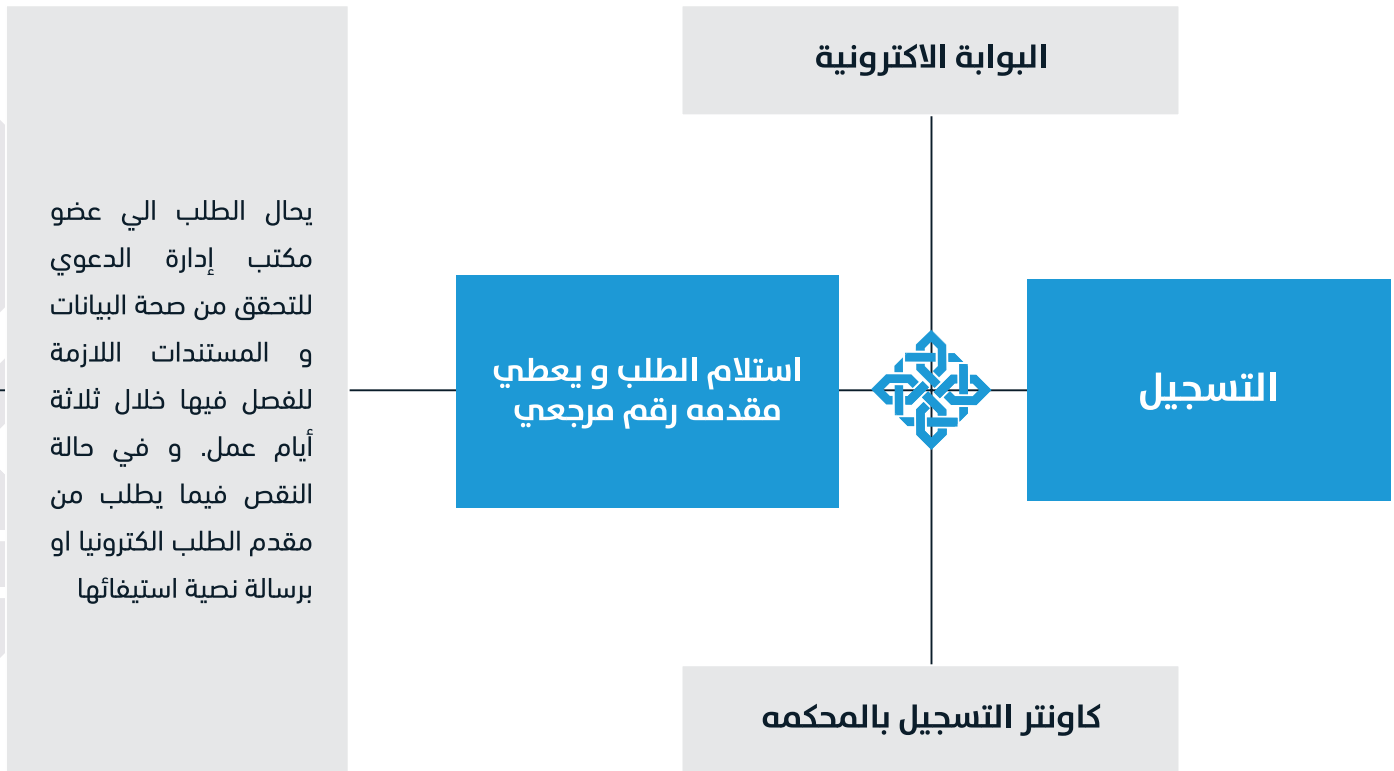 البوابة الاكترونية
التسجيل
استلام الطلب و يعطي
مقدمه رقم مرجعي
كاونتر التسجيل بالمحكمه
يحال الطلب الي عضو
مكتب إدارة الدعوي
للتحقق من صحة البيانات
و المستندات اللازمة
للفصل فيها خلال ثلاثة
أيام عمل. و في حالة
النقص فيما يطلب من
مقدم الطلب الكترونيا او
برسالة نصية استيفائها